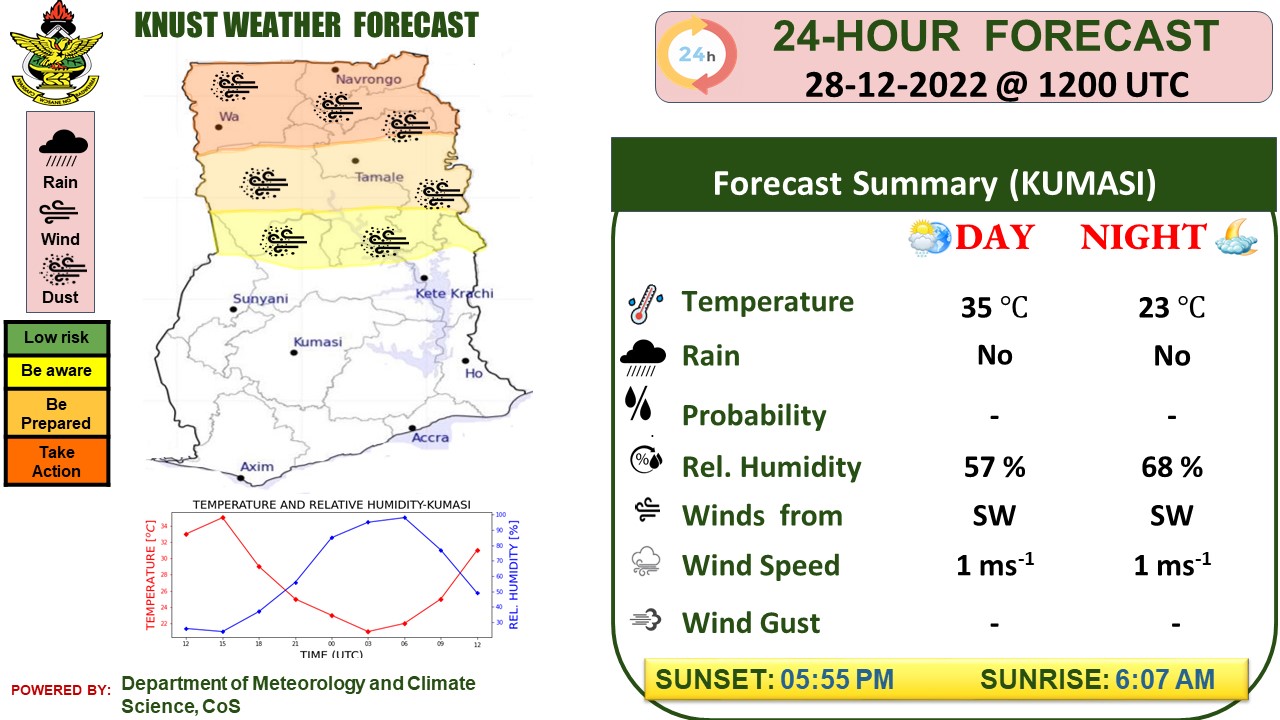 KNUST WEATHER FORECAST
Rain
Wind
Dust
Low risk
Be aware
Be
Prepared
Take
Action
Navrongo
Wa
Tamale
Kete Krachi
Sunyani
Kumasi
Ho
Accra
Axim
TEMPERATURE AND RELATIVE HUMIDITY-KUMASI
TEMPERATURE [°C]
34
32
30
28
26
24
22
REL. HUMIDITY [%]
100
90
80
70
60
50
40
30
12 15 18 21 00 03 06 09 12
TIME (UTC)
POWERED BY: Department of Meteorology and Climate
Science, CoS
24h
24-HOUR FORECAST
28-12-2022 @ 1200 UTC
Forecast Summary (KUMASI)
DAY NIGHT
Temperature 35 °C 23 °C
Rain No No
Probability - -
% Rel. Humidity 57 % 68 %
Winds from SW SW
Wind Speed 1 ms-1 1 ms-1
Wind Gust - -
SUNSET: 05:55 PM SUNRISE: 6:07 AM